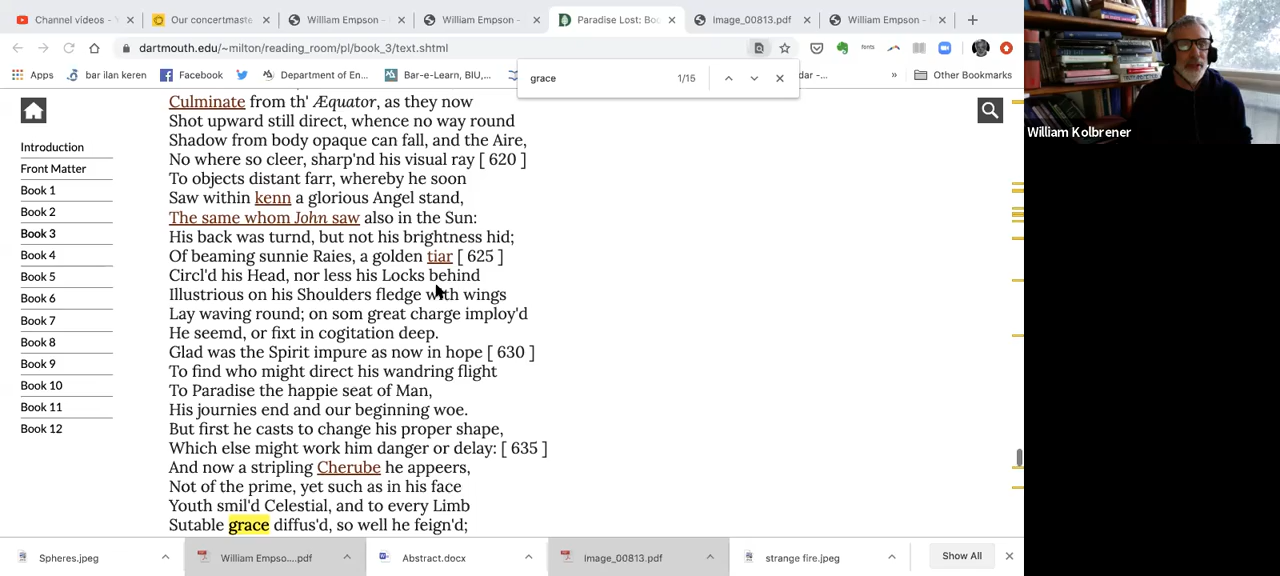 Channel videos - Y
Our concertmaste
William Empson -
William Empson -
Paradise Lost: Bo
Image_00813.pdf
William Empson -
dartmouth.edu/~milton/reading_room/pl/book_3/text.shtml
fonts
Apps
bar ilan keren
Facebook
Department of En...
Bar-e-Learn, BIU,...
dar -...
»
Other Bookmarks
grace
1/15
William Kolbrener
Introduction
Front Matter
Book 1
Book 2
Book 3
Book 4
Book 5
Book 6
Book 7
Book 8
Book 9
Book 10
Book 11
Book 12
Culminate from th' Æquator, as they now
Shot upward still direct, whence no way round
Shadow from body opaque can fall, and the Aire,
No where so cleer, sharp'nd his visual ray [ 620 ]
To objects distant farr, whereby he soon
Saw within kenn a glorious Angel stand,
The same whom John saw also in the Sun:
His back was turnd, but not his brightness hid;
Of beaming sunnie Raies, a golden tiar [ 625 ]
Circl'd his Head, nor less his Locks behind
Illustrious on his Shoulders fledge with wings
Lay waving round; on som great charge imploy'd
He seemd, or fixt in cogitation deep.
Glad was the Spirit impure as now in hope [ 630 ]
To find who might direct his wandring flight
To Paradise the happie seat of Man,
His journies end and our beginning woe.
But first he casts to change his proper shape,
Which else might work him danger or delay: [ 635 ]
And now a stripling Cherube he appeers,
Not of the prime, yet such as in his face
Youth smil'd Celestial, and to every Limb
Sutable grace diffus'd, so well he feign'd;
Spheres.jpeg
William Empso....pdf
Abstract.docx
Image_00813.pdf
strange fire.jpeg
Show All